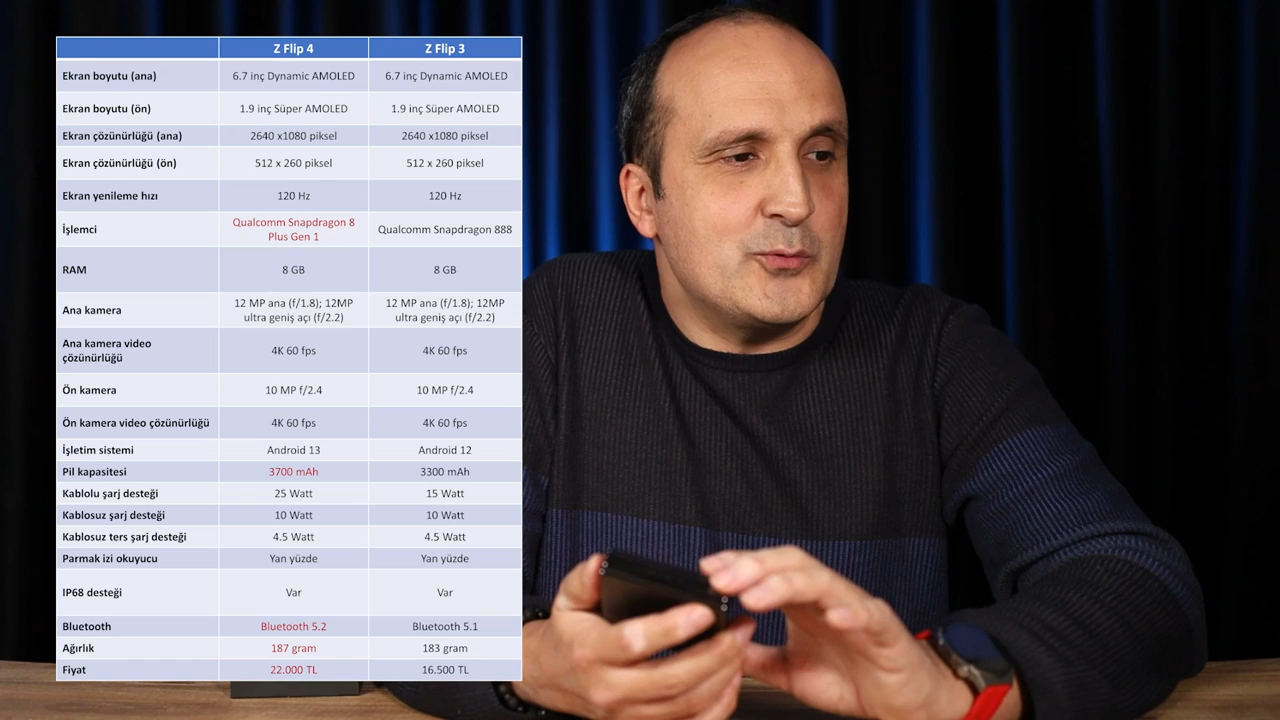 Z Flip 4 Z Flip 3
Ekran boyutu (ana) 6.7 inç Dynamic AMOLED 6.7 inç Dynamic AMOLED
Ekran boyutu (ön) 1.9 inç Süper AMOLED 1.9 inç Süper AMOLED
Ekran çözünürlüğü (ana) 2640 x1080 piksel 2640 x1080 piksel
Ekran çözünürlüğü (ön) 512 x 260 piksel 512 x 260 piksel
Ekran yenileme hızı 120 Hz 120 Hz
İşlemci Qualcomm Snapdragon 8 Plus Gen 1 Qualcomm Snapdragon 888
RAM 8 GB 8 GB
Ana kamera 12 MP ana (f/1.8); 12MP ultra geniş açı (f/2.2) 12 MP ana (f/1.8); 12MP ultra geniş açı (f/2.2)
Ana kamera video çözünürlüğü 4K 60 fps 4K 60 fps
Ön kamera 10 MP f/2.4 10 MP f/2.4
Ön kamera video çözünürlüğü 4K 60 fps 4K 60 fps
İşletim sistemi Android 13 Android 12
Pil kapasitesi 3700 mAh 3300 mAh
Kablolu şarj desteği 25 Watt 15 Watt
Kablosuz şarj desteği 10 Watt 10 Watt
Kablosuz ters şarj desteği 4.5 Watt 4.5 Watt
Parmak izi okuyucu Yan yüzde Yan yüzde
IP68 desteği Var Var
Bluetooth Bluetooth 5.2 Bluetooth 5.1
Ağırlık 187 gram 183 gram
Fiyat 22.000 TL 16.500 TL